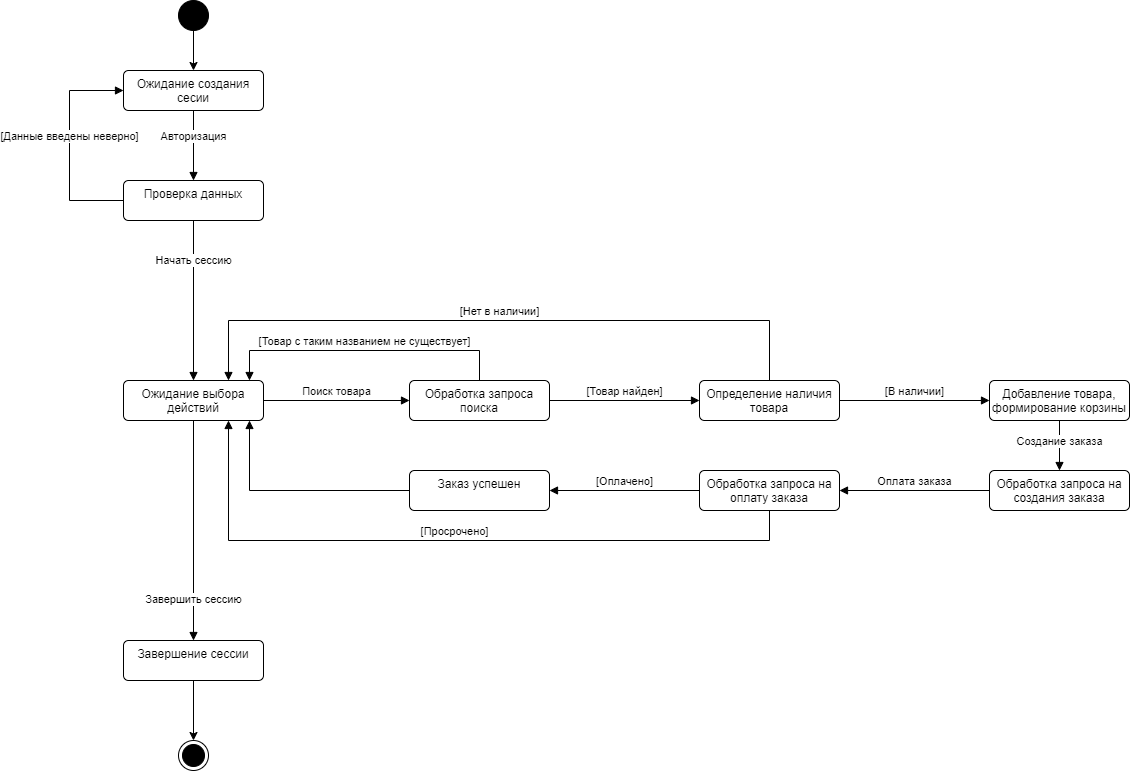 Ожидание создания
сесии
[Данные введены неверно]
Авторизация
Проверка данных
Начать сессию
[Нет в наличии]
[Товар с таким названием не существует]
Ожидание выбора
действий
Поиск товара
Обработка запроса
поиска
[Товар найден]
Определение наличия
товара
[В наличии]
Добавление товара,
формирование корзины
Создание заказа
Заказ успешен
[Оплачено]
Обработка запроса на
оплату заказа
Оплата заказа
Обработка запроса на
создания заказа
[Просрочено]
Завершить сессию
Завершение сессии